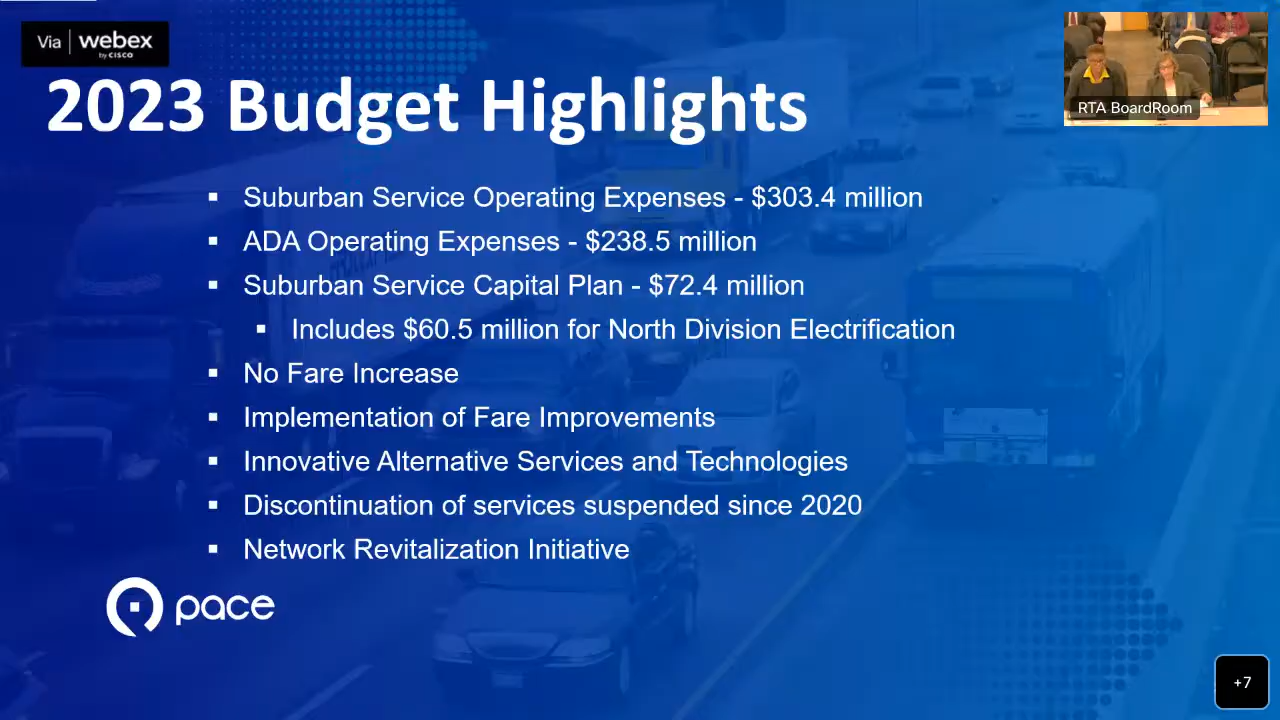 Via webex
by CISCO
2023 Budget Highlights
RTA BoardRoom
▪ Suburban Service Operating Expenses - $303.4 million
▪ ADA Operating Expenses - $238.5 million
▪ Suburban Service Capital Plan - $72.4 million
▪ Includes $60.5 million for North Division Electrification
▪ No Fare Increase
▪ Implementation of Fare Improvements
▪ Innovative Alternative Services and Technologies
▪ Discontinuation of services suspended since 2020
▪ Network Revitalization Initiative
pace
+7